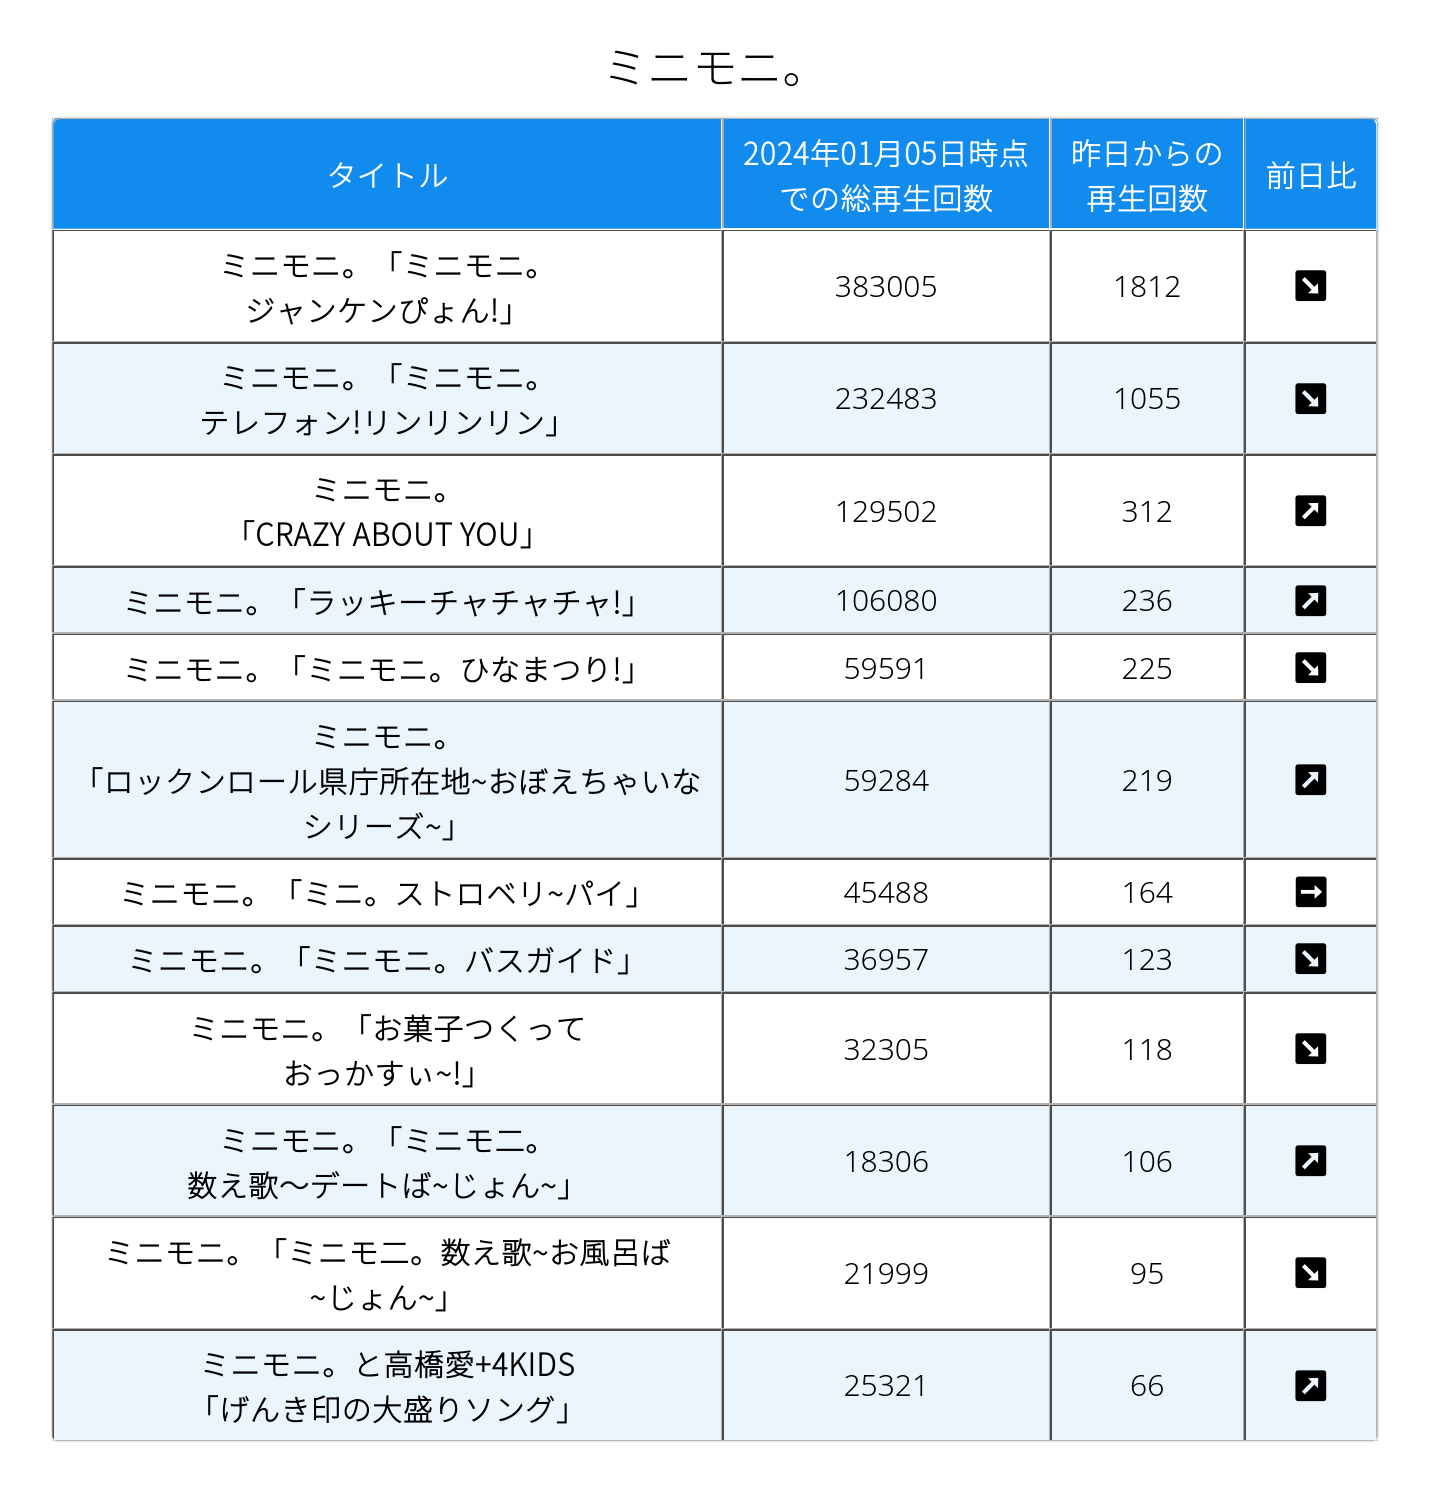 ミニモニ。
タイトル
2024年01月05日時点
での総再生回数
昨日からの
再生回数
前日比
ミニモニ。「ミニモニ。
ジャンケンぴょん!」
383005
1812
ミニモニ。「ミニモニ。
テレフォン!リンリンリン」
232483
1055
ミニモニ。
「CRAZY ABOUT YOU」
129502
312
ミニモニ。「ラッキーチャチャチャ!」
106080
236
ミニモニ。「ミニモニ。ひなまつり!」
59591
225
ミニモニ。
「ロックンロール県庁所在地~おぼえちゃいな
シリーズ~」
59284
219
ミニモニ。「ミニ。ストロベリ~パイ」
45488
164
ミニモニ。「ミニモニ。バスガイド」
36957
123
ミニモニ。「お菓子つくって
おっかすぃ~!」
32305
118
ミニモニ。「ミニモ二。
数え歌〜デートば~じょん~」
18306
106
ミニモニ。「ミニモ二。数え歌~お風呂ば
~じょん~」
21999
95
ミニモニ。と高橋愛+4KIDS
「げんき印の大盛りソング」
25321
66